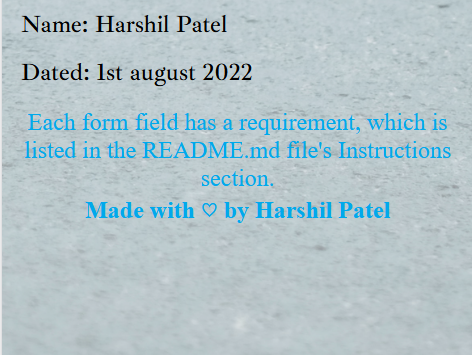 Name: Harshil Patel
Dated: 1st august 2022
Each form field has a requirement, which is
listed in the README.md file's Instructions
section.
Made with ♡ by Harshil Patel